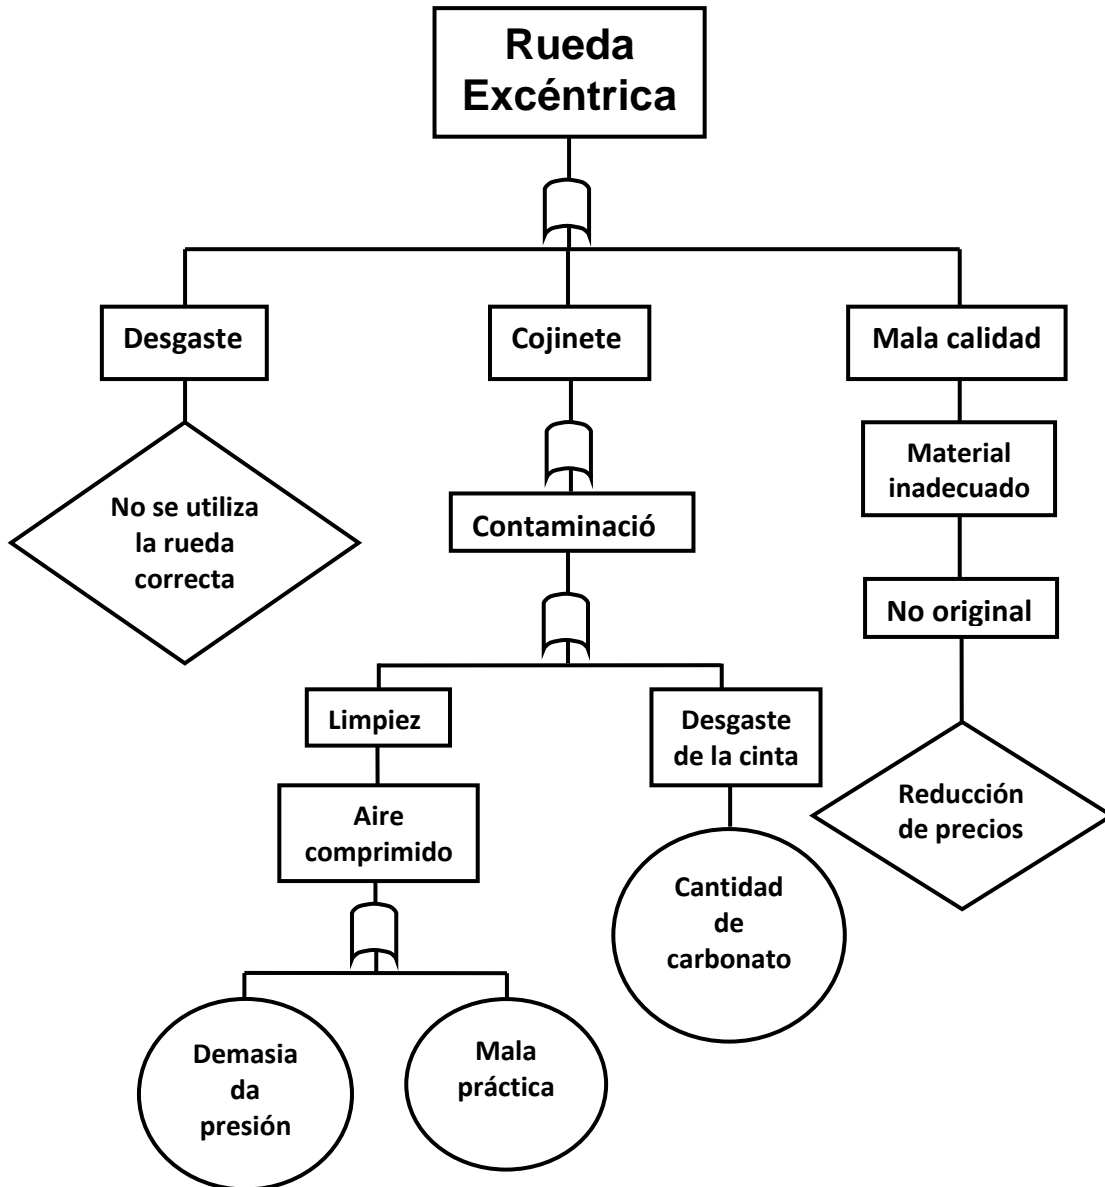 Rueda
Excéntrica
Desgaste
Cojinete
Mala calidad
No se utiliza
la rueda
correcta
Contaminació
Material
inadecuado
No original
Limpiez
Desgaste
de la cinta
Aire
comprimido
Reducción
de precios
Cantidad
de
carbonato
Demasia
da
presión
Mala
práctica